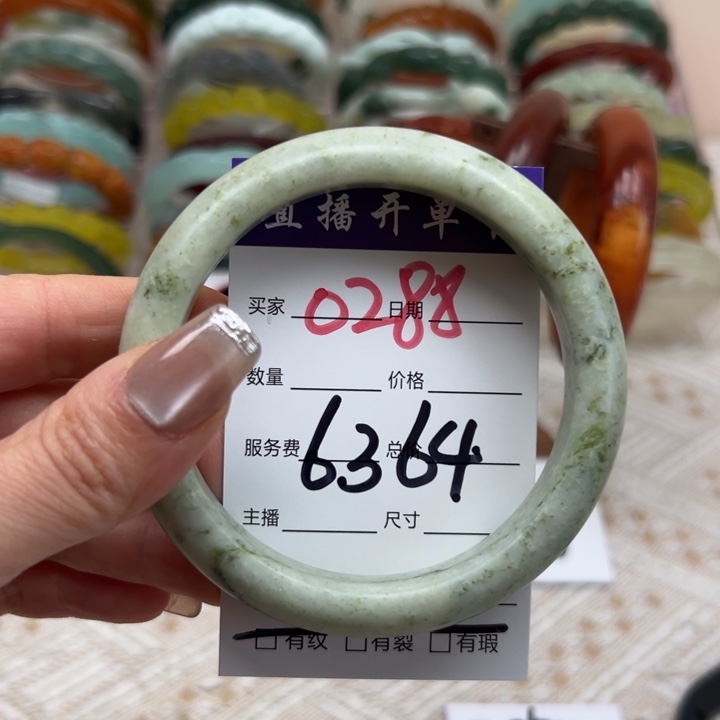 直播开单
买家 0288 日期
数量 价格
服务费 6364 总价
主播 尺寸
有纹 有裂 有瑕